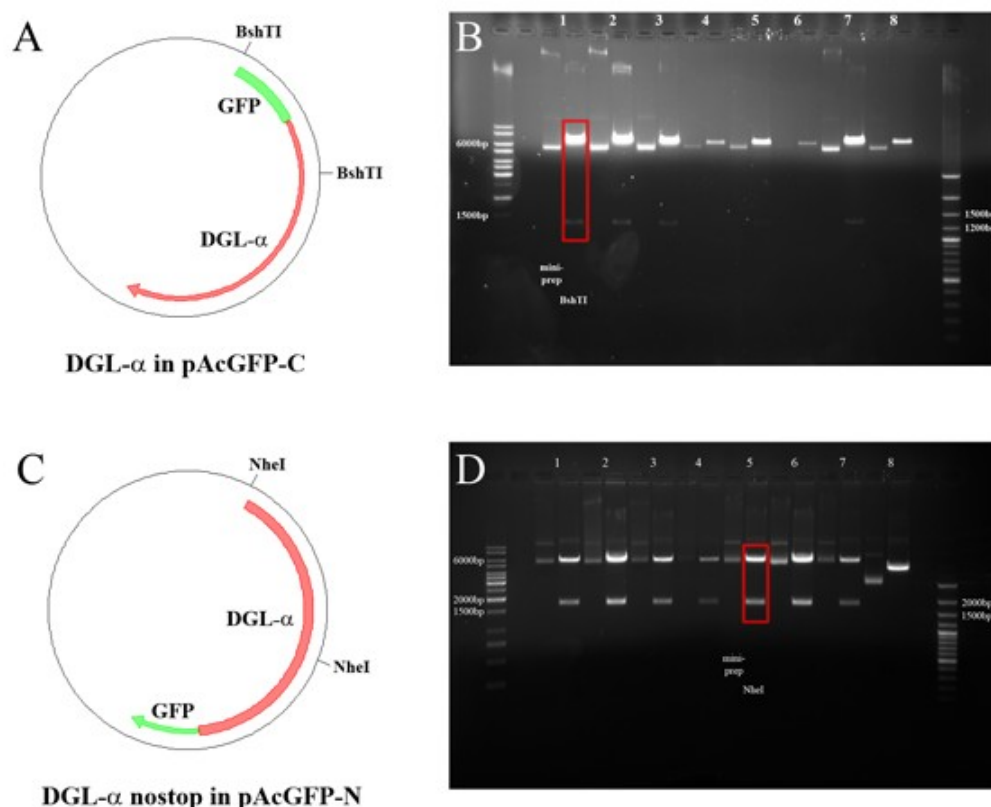 A
BshTI
GFP
BshTI
DGL-α
DGL-α in pAcGFP-C
B
1 2 3 4 5 6 7 8
6000bp
1500bp
1500bp
1200b
mini-
prep
BshTI
C
NheI
DGL-α
NheI
GFP
DGL-α nostop in pAcGFP-N
D
1 2 3 4 5 6 7 8
6000bp
2000bp
1500bp
2000bp
1500bp
mini-
prep
NheI